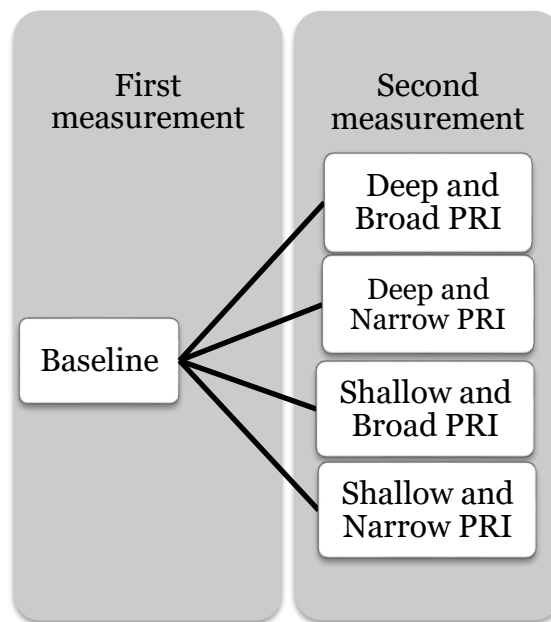 First
measurement
Second
measurement
Baseline
Deep and
Broad PRI
Deep and
Narrow PRI
Shallow and
Broad PRI
Shallow and
Narrow PRI